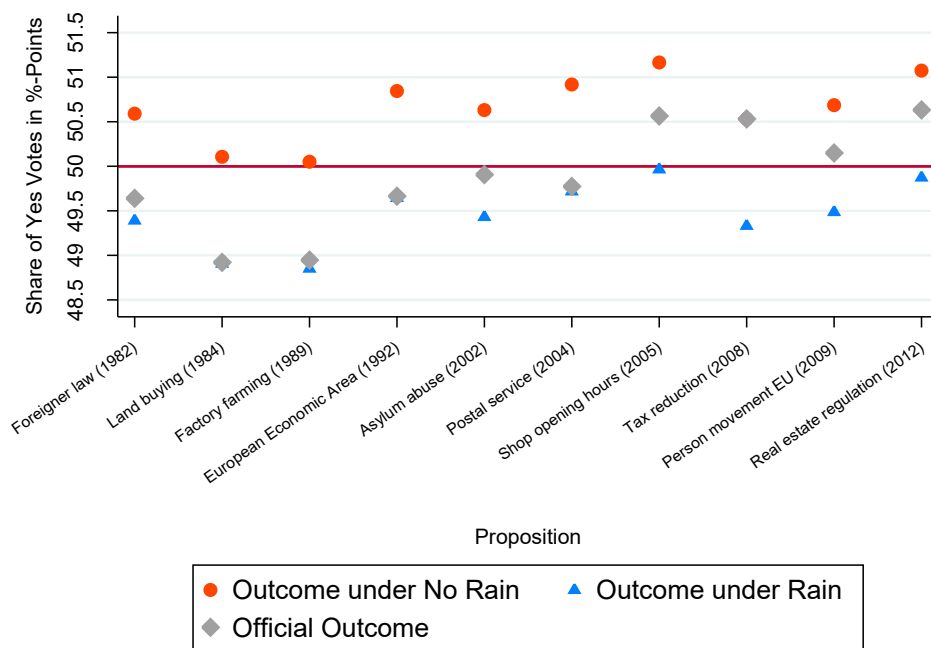 Share of Yes Votes in %-Points
51.5
51
50.5
50
49.5
49
48.5
Foreigner law (1982)
Land buying (1984)
Factory farming (1989)
European Economic Area (1992)
Asylum abuse (2002)
Postal service (2004)
Shop opening hours (2005)
Tax reduction (2008)
Person movement EU (2009)
Real estate regulation (2012)
Proposition
Outcome under No Rain
Outcome under Rain
Official Outcome